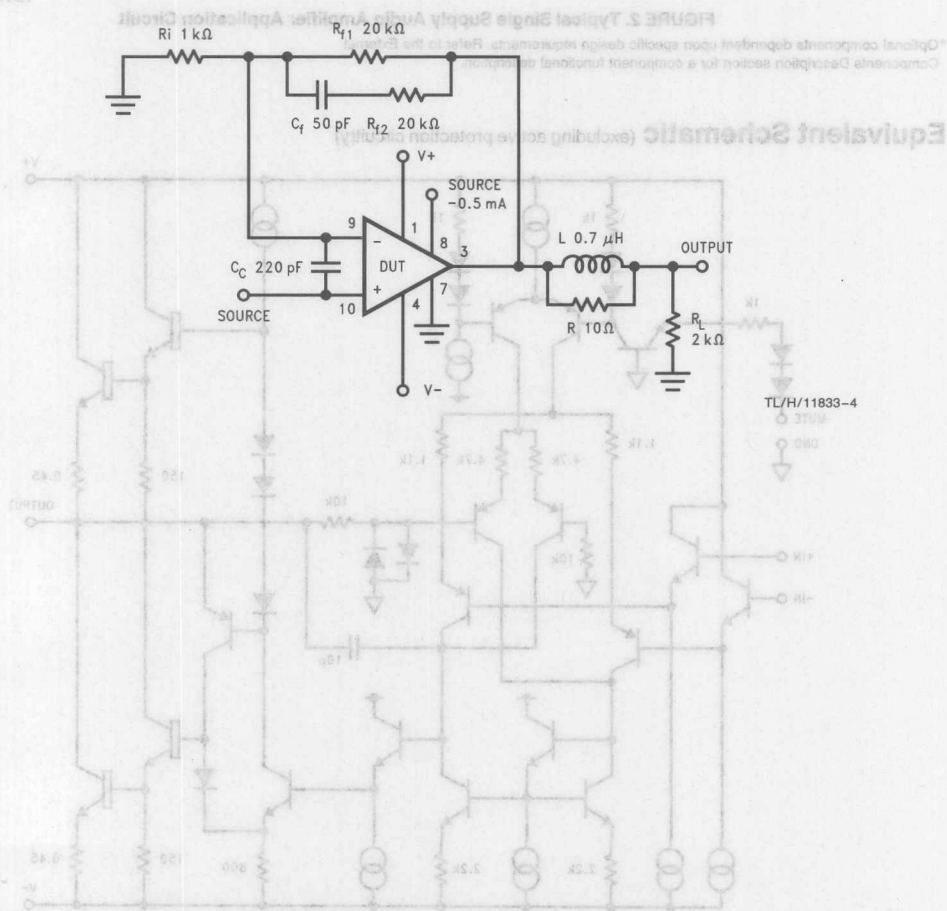 FIGURE 2. Typical Single Supply Audio Amplifier Application Circuit
*Optional components dependent upon specific design requirements. Refer to the External
Components Description section for a component functional description.
Ri 1 kΩ
Rf1 20 kΩ
Cf 50 pF
Rf2 20 kΩ
Equivalent Schematic (excluding active protection circuitry)
V+
V+
SOURCE
-0.5 mA
9
1
8
3
L 0.7 μH
OUTPUT
1k
1k
CC 220 pF
-
DUT
+
10
4
7
SOURCE
R 10Ω
RL
2 kΩ
V-
TL/H/11833-4
MUTE
GND
0.45
150
1.1k
4.7k
4.7k
1.1k
OUTPUT
10k
10k
+IN
-IN
10p
0.45
150
600
2.2k
2.2k
V-